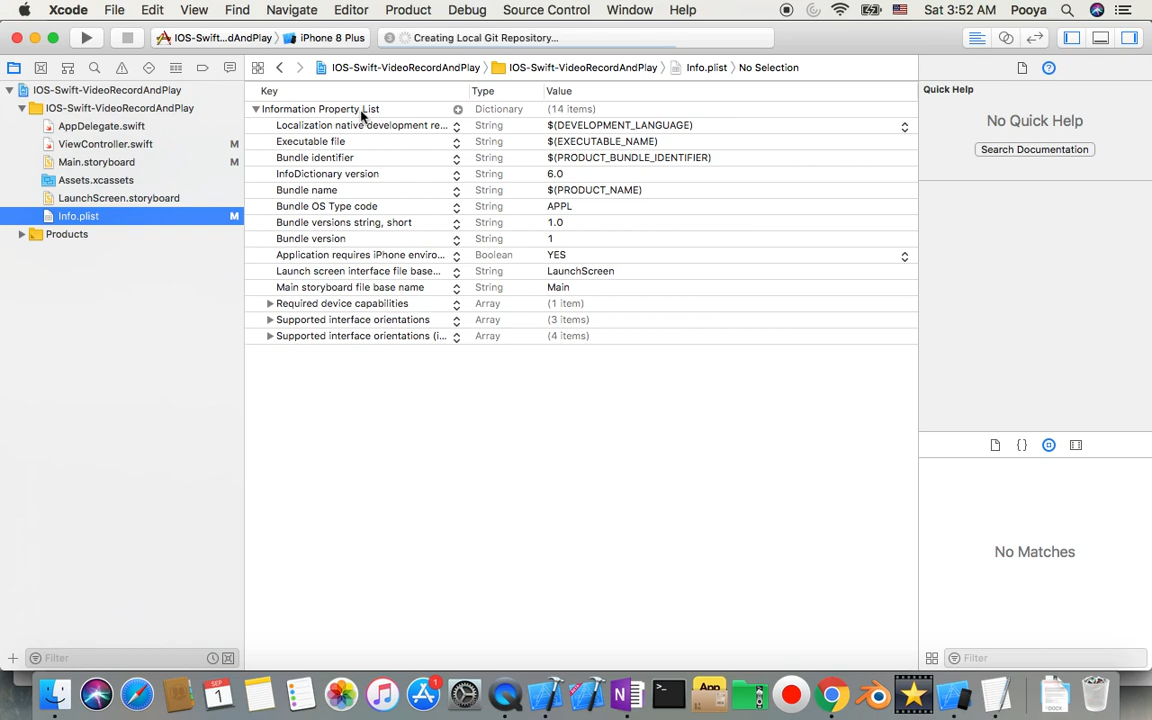 Xcode File Edit View Find Navigate Editor Product Debug Source Control Window Help Sat 3:52 AM Pooya
IOS-Swift...dAndPlay iPhone 8 Plus Creating Local Git Repository...
IOS-Swift-VideoRecordAndPlay IOS-Swift-VideoRecordAndPlay Info.plist No Selection
IOS-Swift-VideoRecordAndPlay
IOS-Swift-VideoRecordAndPlay
AppDelegate.swift
ViewController.swift M
Main.storyboard M
Assets.xcassets
LaunchScreen.storyboard
Info.plist M
Products
Key Type Value
Information Property List Dictionary (14 items)
Localization native development re... String $(DEVELOPMENT_LANGUAGE)
Executable file String $(EXECUTABLE_NAME)
Bundle identifier String $(PRODUCT_BUNDLE_IDENTIFIER)
InfoDictionary version String 6.0
Bundle name String $(PRODUCT_NAME)
Bundle OS Type code String APPL
Bundle versions string, short String 1.0
Bundle version String 1
Application requires iPhone enviro... Boolean YES
Launch screen interface file base... String LaunchScreen
Main storyboard file base name String Main
Required device capabilities Array (1 item)
Supported interface orientations Array (3 items)
Supported interface orientations (i... Array (4 items)
Quick Help
No Quick Help
Search Documentation
{}
No Matches
Filter
Filter
SEP
1
1
App
N
DOCX